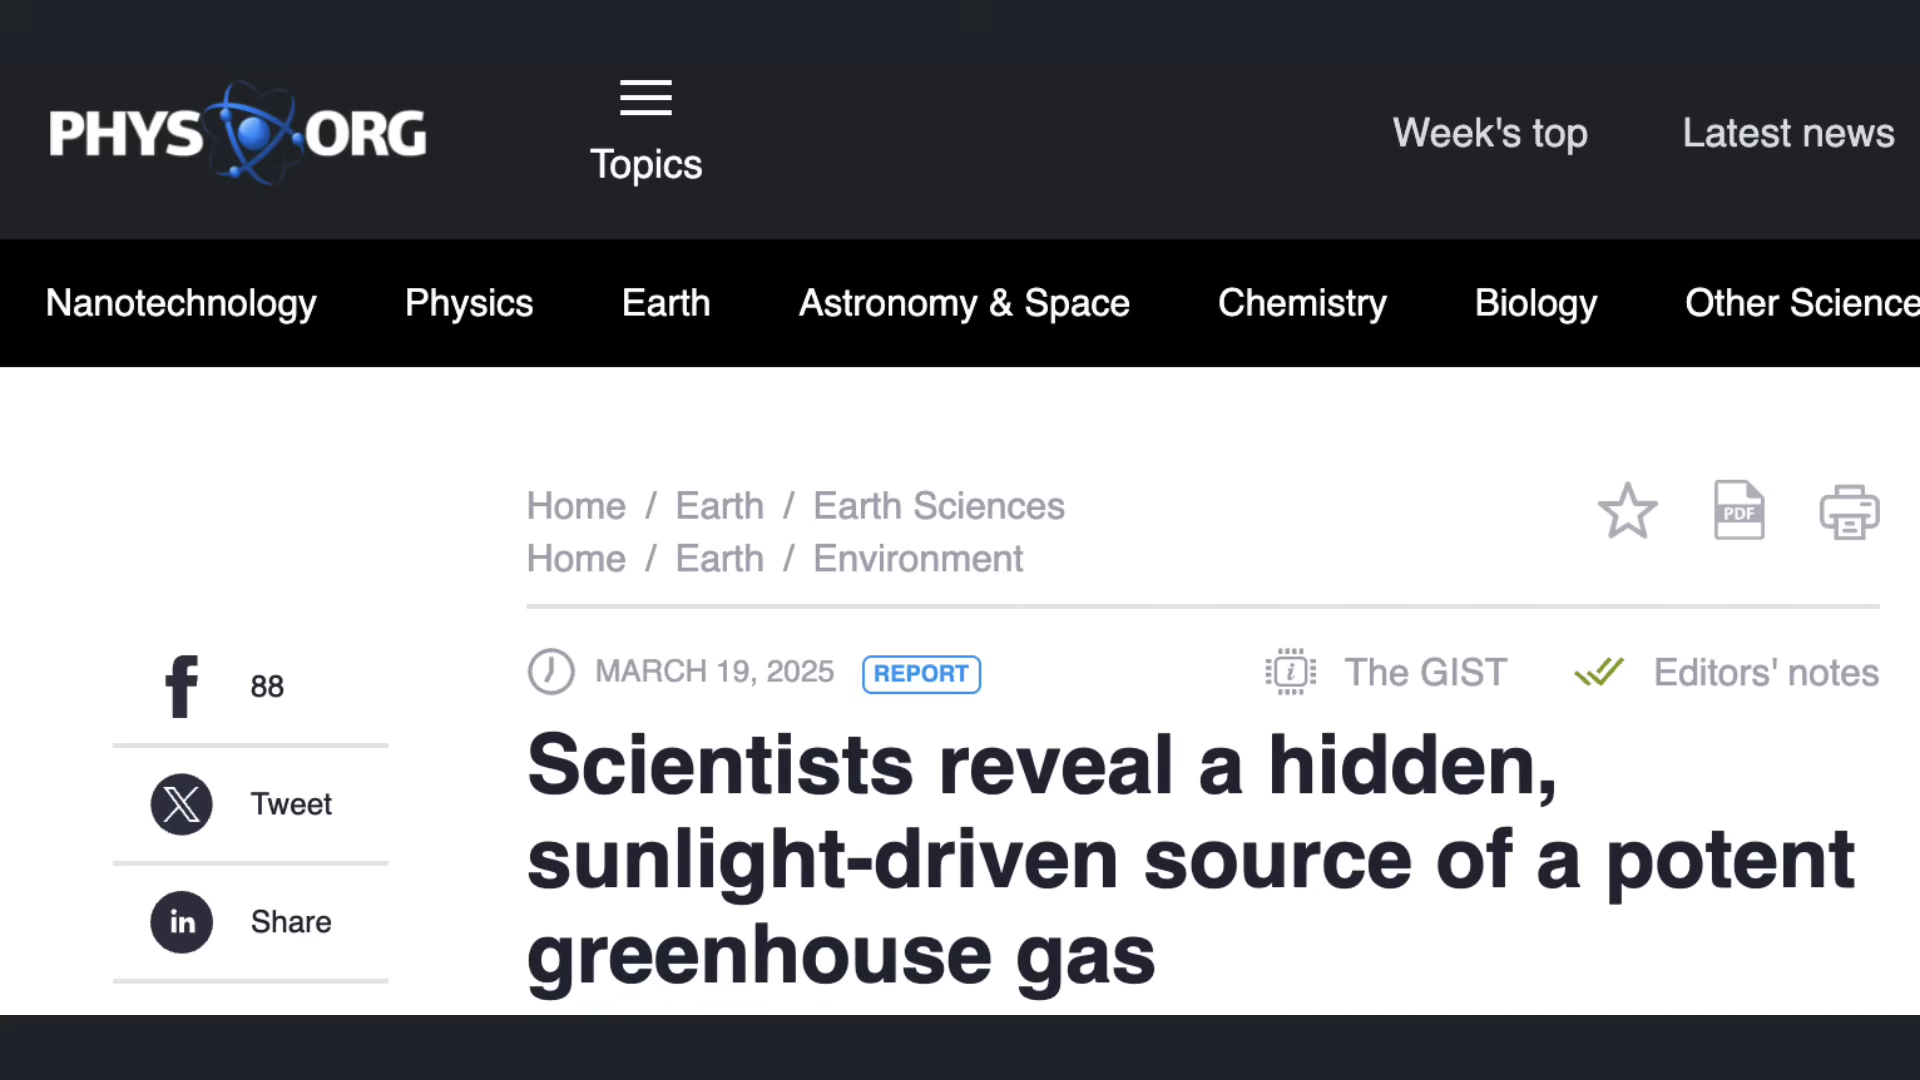 PHYS ORG
Topics
Week's top
Latest news
Nanotechnology
Physics
Earth
Astronomy & Space
Chemistry
Biology
Other Science
Home / Earth / Earth Sciences
Home / Earth / Environment
PDF
88
Tweet
Share
MARCH 19, 2025
REPORT
The GIST
Editors' notes
Scientists reveal a hidden,
sunlight-driven source of a potent
greenhouse gas